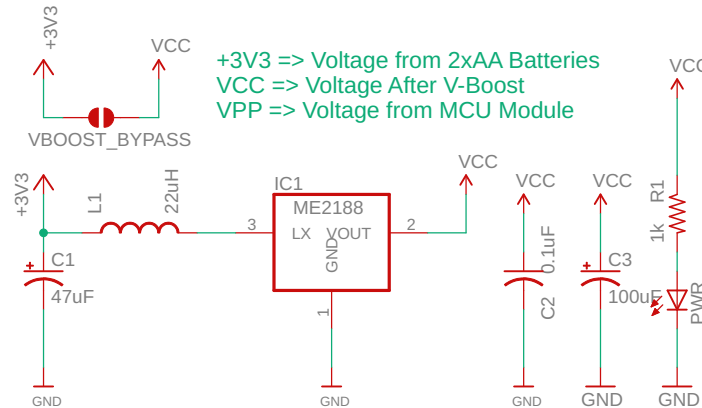 +3V3
VCC
+3V3 => Voltage from 2xAA Batteries
VCC => Voltage After V-Boost
VPP => Voltage from MCU Module
VCC
VBOOST_BYPASS
+3V3
L1
22uH
IC1
ME2188
3
LX
VOUT
GND
2
1
VCC
VCC
VCC
R1
1k
C1
47uF
0.1uF
C2
C3
100uF
PWR
GND
GND
GND
GND
GND